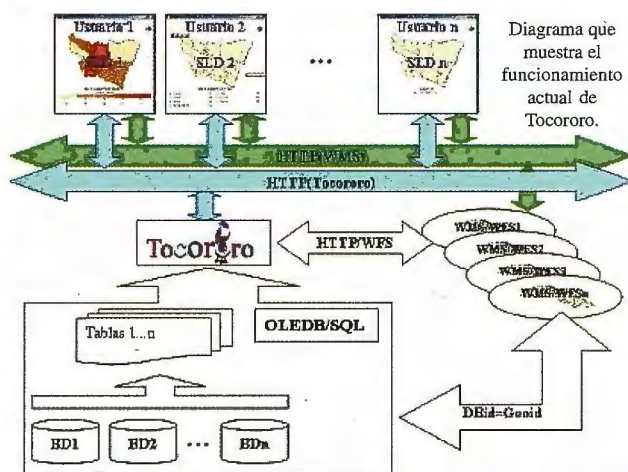 Usuaria 1
Usuario 2
Usuario n
SLD 2
SLD n
...
Diagrama que
muestra el
funcionamiento
actual de
Tocororo.
HTTP(WMS)
HTTP(Tocororo)
Tocororo
HTTP/WFS
WMS/WFS1
WMS/WFS2
WMS/WFS3
WMS/WFSn
Tablas 1...n
OLEDB/SQL
DBid=Geoid
BD1
BD2
...
BDn